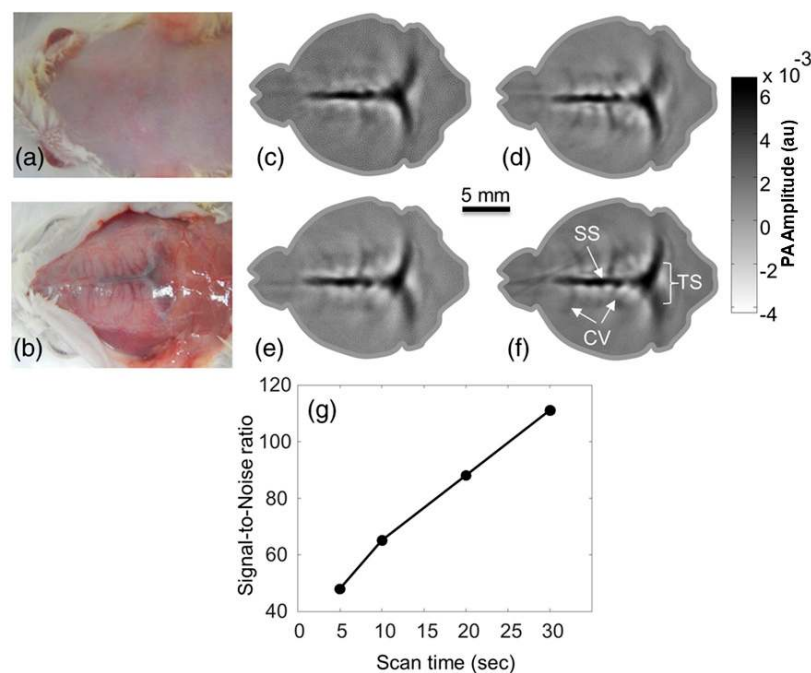 (a)
(c)
(d)
(b)
(e)
(f)
5 mm
SS
TS
CV
x 10⁻³
6
4
2
0
-2
-4
PA Amplitude (au)
(g)
120
100
80
60
40
0 5 10 15 20 25 30
Signal-to-Noise ratio
Scan time (sec)